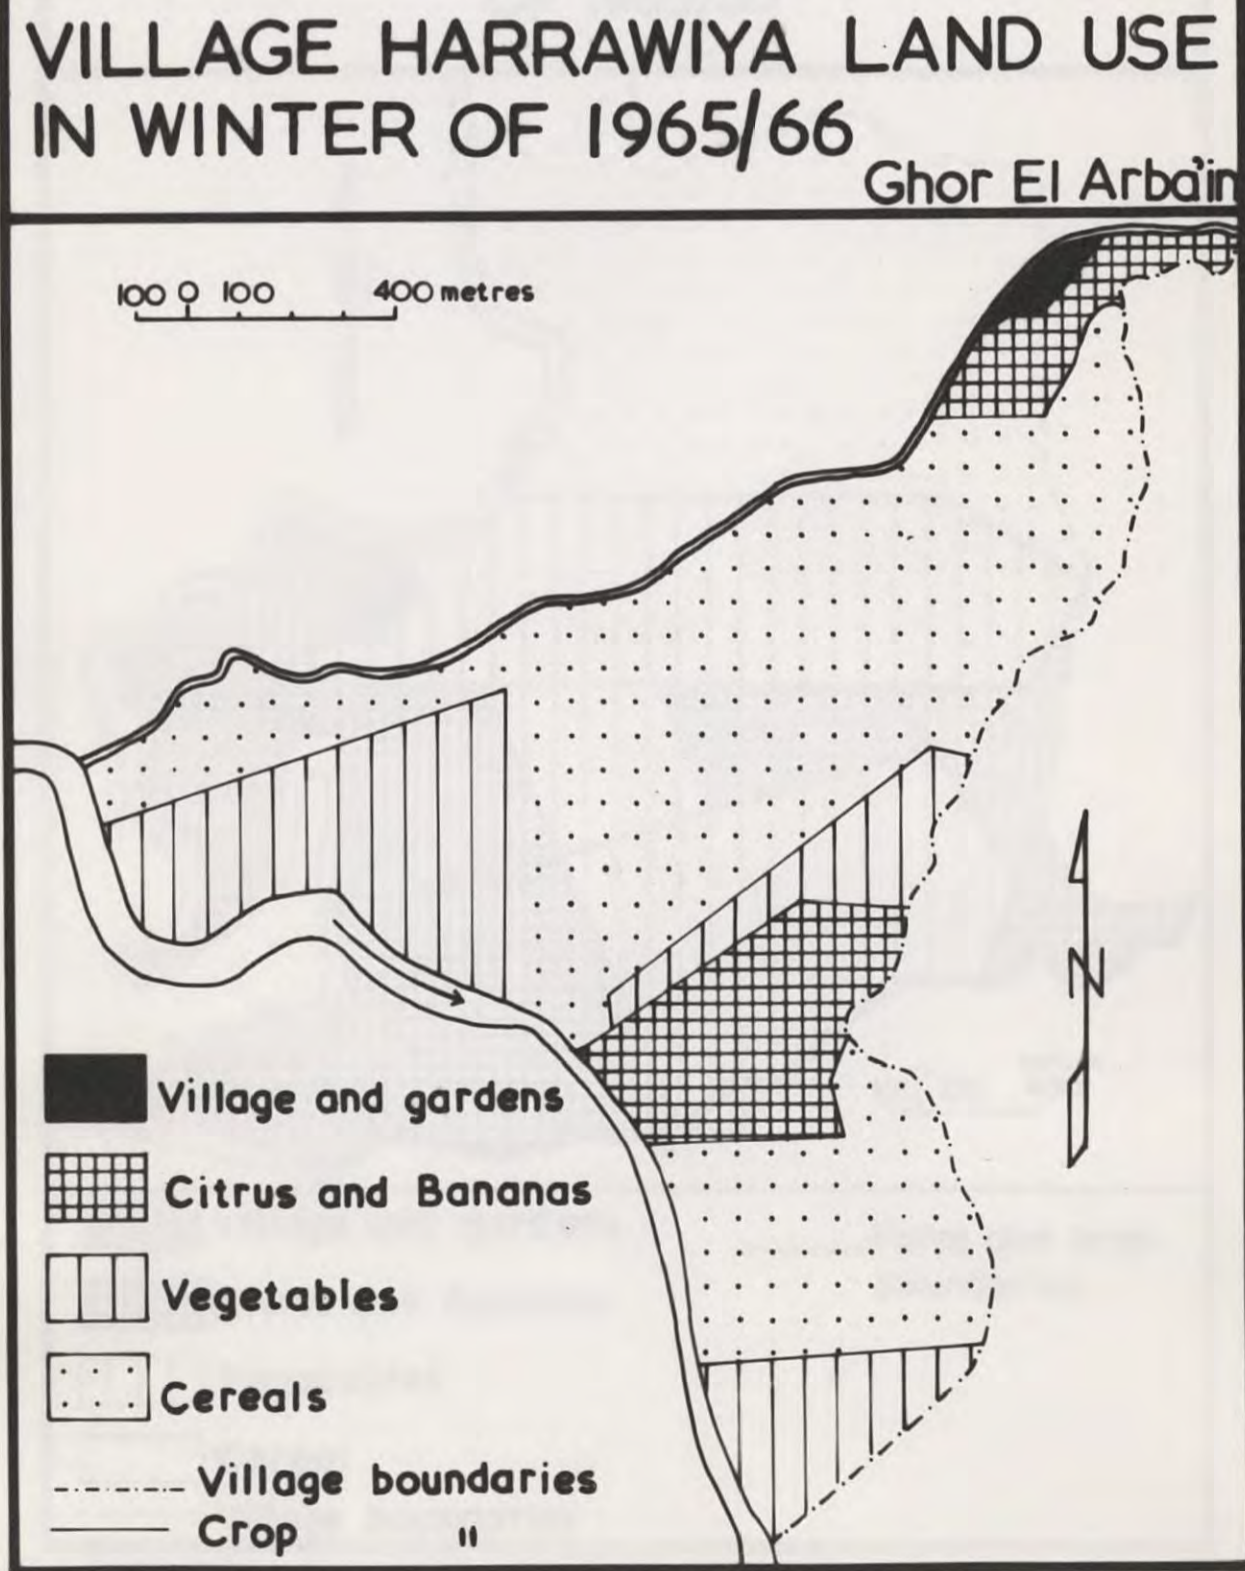 VILLAGE HARRAWIYA LAND USE
IN WINTER OF 1965/66
Ghor El Arba'in
100 0 100 400 metres
N
Village and gardens
Citrus and Bananas
Vegetables
Cereals
Village boundaries
Crop "